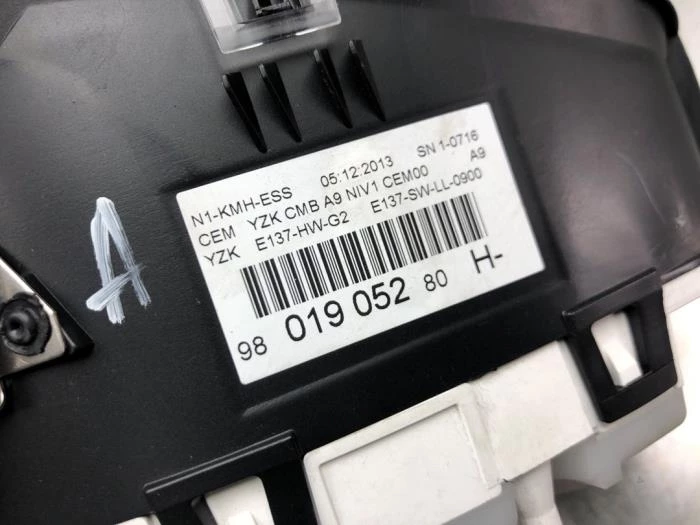 N1-KMH-ESS 05:12:2013 SN 1-0716
CEM YZK CMB A9 NIV1 CEM00 A9
YZK E137-HW-G2 E137-SW-LL-0900
98 019 052 80 H-
A